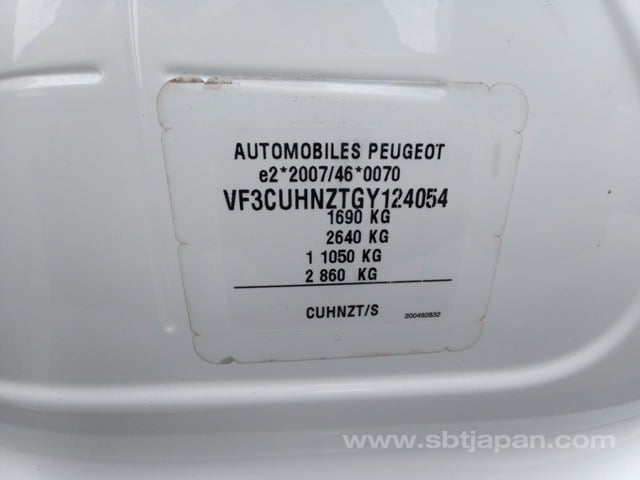 AUTOMOBILES PEUGEOT
e2*2007/46*0070
VF3CUHNZTGY124054
1690 KG
2640 KG
1 1050 KG
2 860 KG
CUHNZT/S 200492832
www.sbtjapan.com